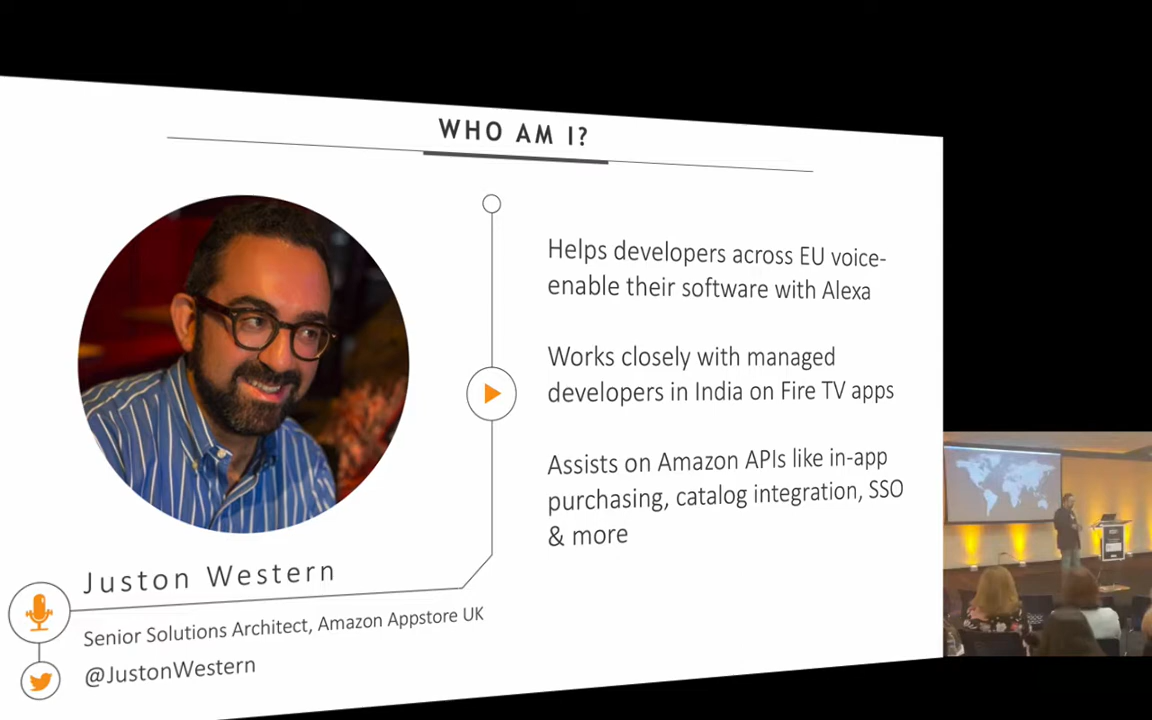 WHO AM I?
Helps developers across EU voice-
enable their software with Alexa
Works closely with managed
developers in India on Fire TV apps
Assists on Amazon APIs like in-app
purchasing, catalog integration, SSO
& more
Juston Western
Senior Solutions Architect, Amazon Appstore UK
@JustonWestern